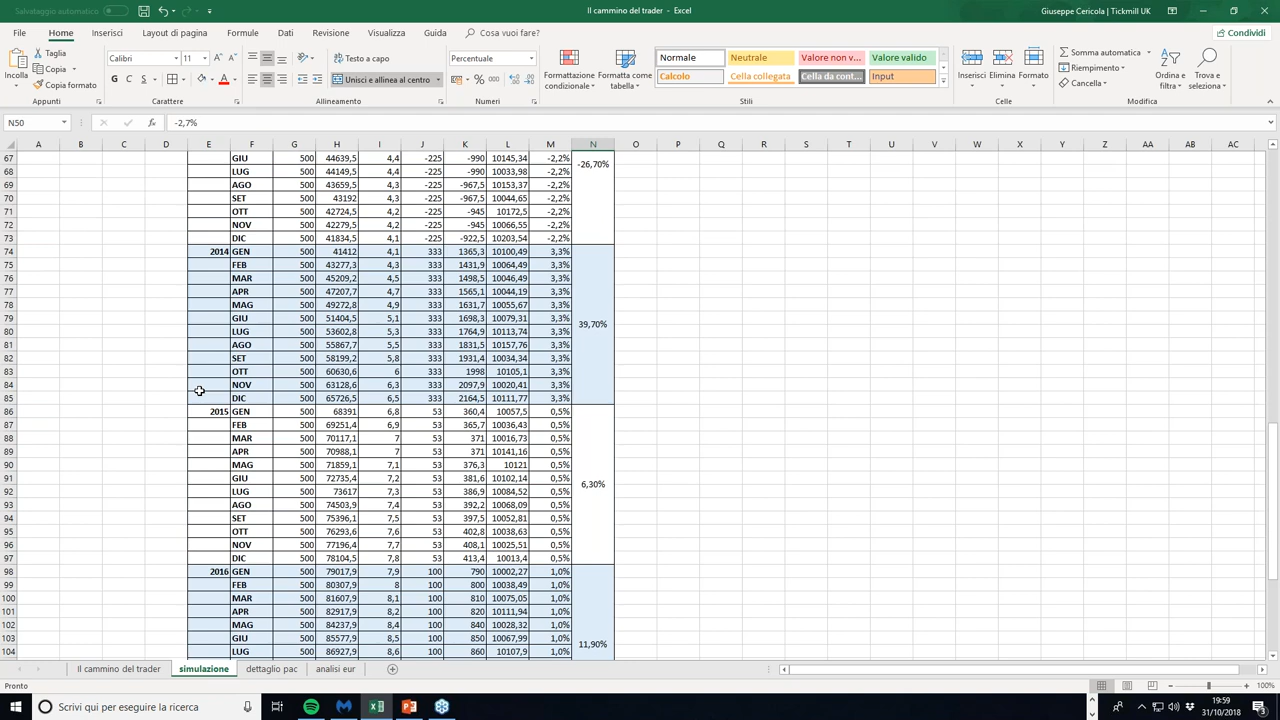 Salvataggio automatico
Il cammino del trader - Excel
Giuseppe Cericola | Tickmill UK
File Home Inserisci Layout di pagina Formule Dati Revisione Visualizza Guida Cosa vuoi fare? Condividi
Incolla
Taglia
Copia
Copia formato
Appunti
Calibri 11
G C S
Carattere
Testo a capo
Unisci e allinea al centro
Allineamento
Percentuale
% 000
Numeri
Formattazione condizionale
Formatta come tabella
Normale Neutrale Valore non v... Valore valido
Calcolo Cella collegata Cella da cont... Input
Stili
Inserisci Elimina Formato
Celle
Somma automatica
Riempimento
Cancella
Ordina e filtra
Trova e seleziona
Modifica
N50 fx -2,7%
A B C D E F G H I J K L M N O P Q R S T U V W X Y Z AA AB AC
67 GIU 500 44639,5 4,4 -225 -990 10145,34 -2,2% -26,70%
68 LUG 500 44149,5 4,4 -225 -990 10033,98 -2,2%
69 AGO 500 43659,5 4,3 -225 -967,5 10153,37 -2,2%
70 SET 500 43192 4,3 -225 -967,5 10044,65 -2,2%
71 OTT 500 42724,5 4,2 -225 -945 10172,5 -2,2%
72 NOV 500 42279,5 4,2 -225 -945 10066,55 -2,2%
73 DIC 500 41834,5 4,1 -225 -922,5 10203,54 -2,2%
74 2014 GEN 500 41412 4,1 333 1365,3 10100,49 3,3%
75 FEB 500 43277,3 4,3 333 1431,9 10064,49 3,3%
76 MAR 500 45209,2 4,5 333 1498,5 10046,49 3,3%
77 APR 500 47207,7 4,7 333 1565,1 10044,19 3,3%
78 MAG 500 49272,8 4,9 333 1631,7 10055,67 3,3%
79 GIU 500 51404,5 5,1 333 1698,3 10079,31 3,3%
80 LUG 500 53602,8 5,3 333 1764,9 10113,74 3,3% 39,70%
81 AGO 500 55867,7 5,5 333 1831,5 10157,76 3,3%
82 SET 500 58199,2 5,8 333 1931,4 10034,34 3,3%
83 OTT 500 60630,6 6 333 1998 10105,1 3,3%
84 NOV 500 63128,6 6,3 333 2097,9 10020,41 3,3%
85 DIC 500 65726,5 6,5 333 2164,5 10111,77 3,3%
86 2015 GEN 500 68391 6,8 53 360,4 10057,5 0,5%
87 FEB 500 69251,4 6,9 53 365,7 10036,43 0,5%
88 MAR 500 70117,1 7 53 371 10016,73 0,5%
89 APR 500 70988,1 7 53 371 10141,16 0,5%
90 MAG 500 71859,1 7,1 53 376,3 10121 0,5%
91 GIU 500 72735,4 7,2 53 381,6 10102,14 0,5%
92 LUG 500 73617 7,3 53 386,9 10084,52 0,5% 6,30%
93 AGO 500 74503,9 7,4 53 392,2 10068,09 0,5%
94 SET 500 75396,1 7,5 53 397,5 10052,81 0,5%
95 OTT 500 76293,6 7,6 53 402,8 10038,63 0,5%
96 NOV 500 77196,4 7,7 53 408,1 10025,51 0,5%
97 DIC 500 78104,5 7,8 53 413,4 10013,4 0,5%
98 2016 GEN 500 79017,9 7,9 100 790 10002,27 1,0%
99 FEB 500 80307,9 8 100 800 10038,49 1,0%
100 MAR 500 81607,9 8,1 100 810 10075,05 1,0%
101 APR 500 82917,9 8,2 100 820 10111,94 1,0%
102 MAG 500 84237,9 8,4 100 840 10028,32 1,0%
103 GIU 500 85577,9 8,5 100 850 10067,99 1,0% 11,90%
104 LUG 500 86927,9 8,6 100 860 10107,9 1,0%
Il cammino del trader simulazione dettaglio pac analisi eur
Pronto 100%
Scrivi qui per eseguire la ricerca
19:59
31/10/2018
3